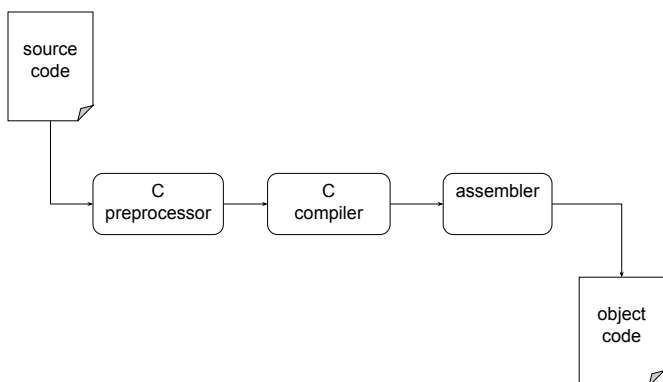 source
code
C
preprocessor
C
compiler
assembler
object
code